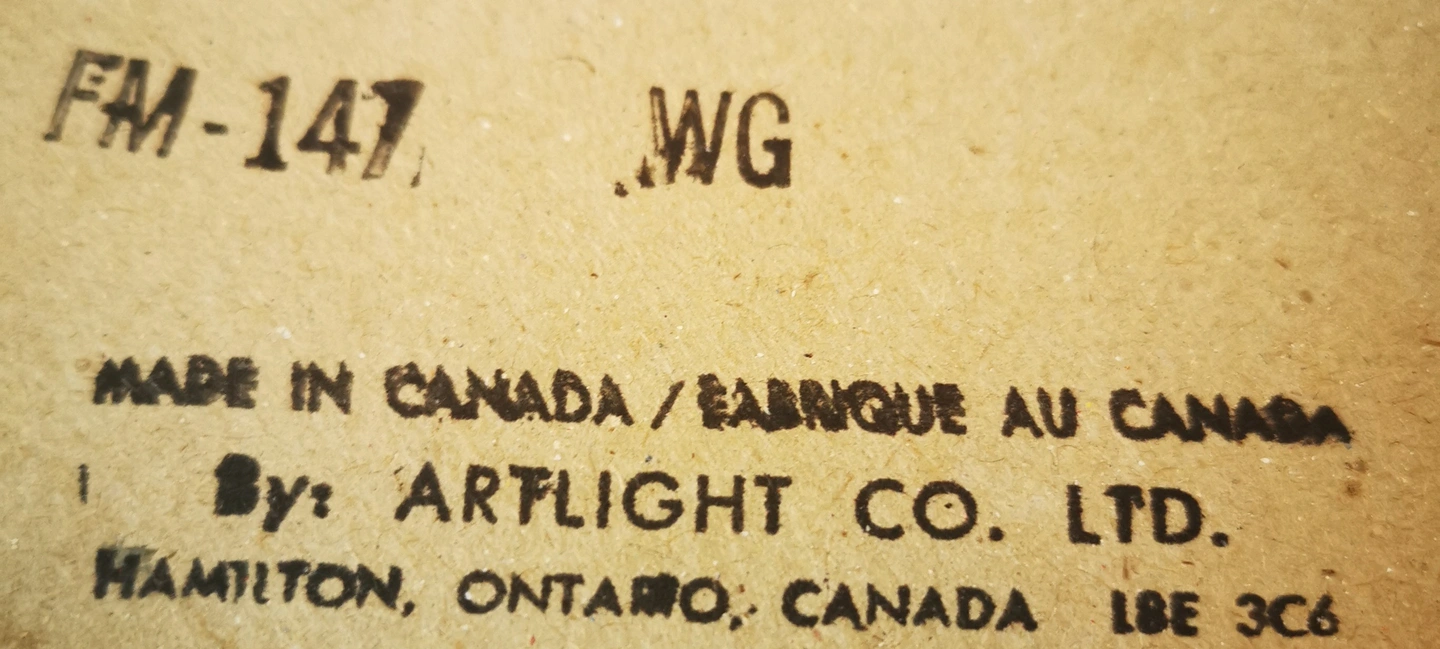 FM-147 WG
MADE IN CANADA / FABRIQUE AU CANADA
By: ARTLIGHT CO. LTD.
HAMILTON, ONTARIO, CANADA L8E 3C6